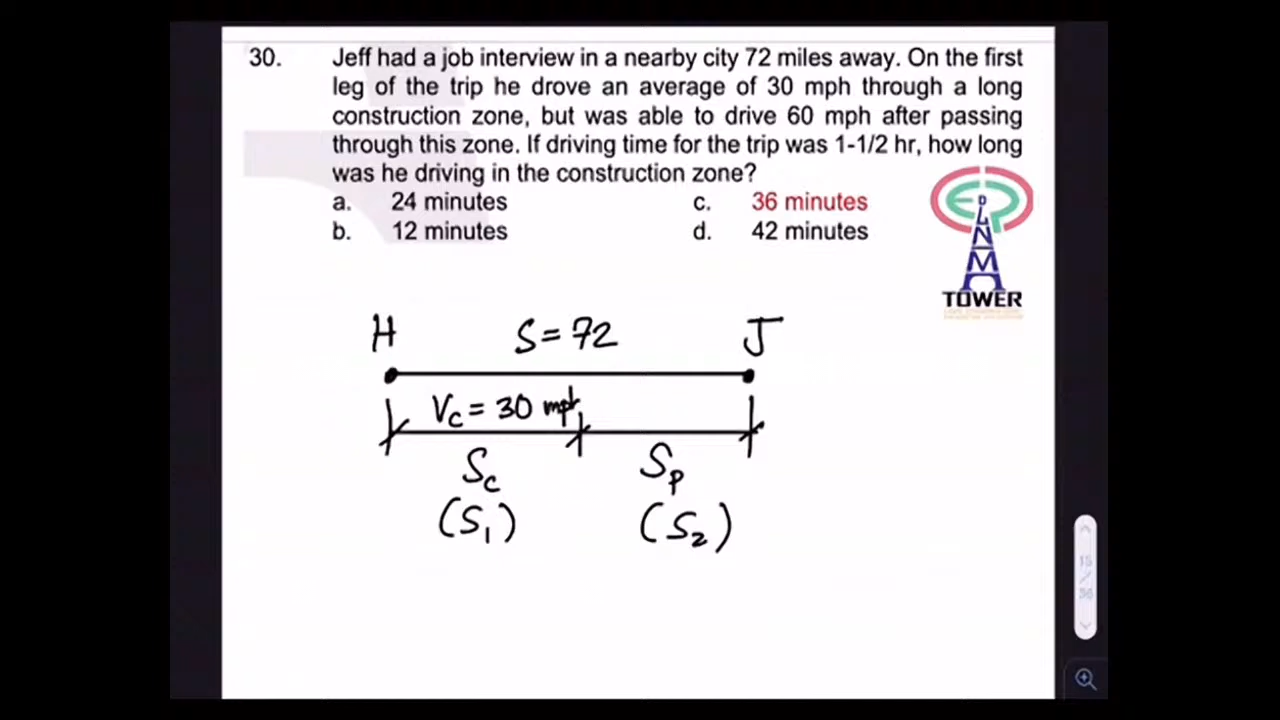 30. Jeff had a job interview in a nearby city 72 miles away. On the first
leg of the trip he drove an average of 30 mph through a long
construction zone, but was able to drive 60 mph after passing
through this zone. If driving time for the trip was 1-1/2 hr, how long
was he driving in the construction zone?
a. 24 minutes c. 36 minutes
b. 12 minutes d. 42 minutes
TOWER
H S = 72 J
Vc = 30 mph
Sc Sp
(S1) (S2)
15
/
36